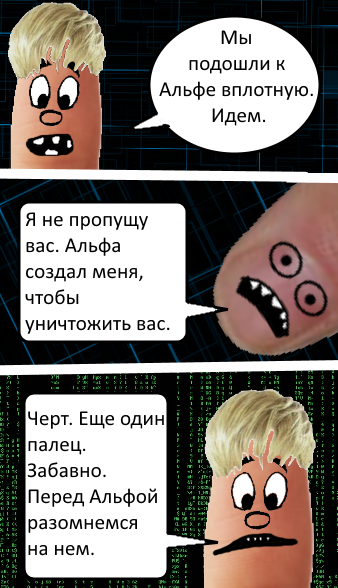 Мы
подошли к
Альфе вплотную.
Идем.
Я не пропущу
вас. Альфа
создал меня,
чтобы
уничтожить вас.
Черт. Еще один
палец.
Забавно.
Перед Альфой
разомнемся
на нем.